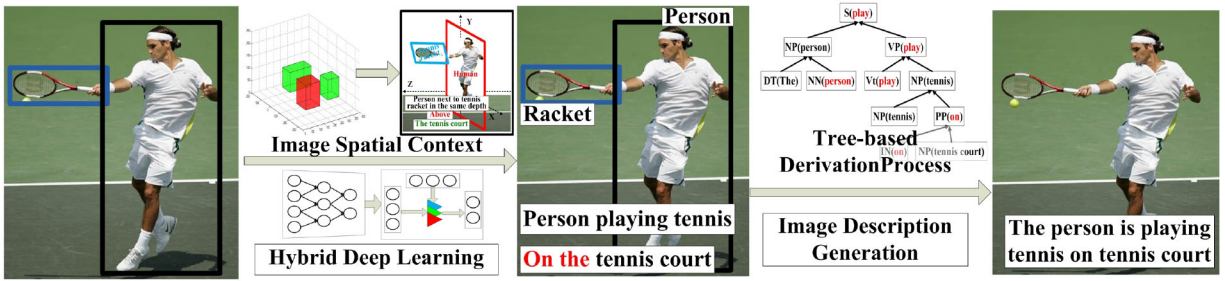 Y
Z
X
Human
Person next to tennis
racket in the same depth
Above
The tennis court
Image Spatial Context
Hybrid Deep Learning
Person
Racket
Person playing tennis
On the tennis court
S(play)
NP(person)
VP(play)
DT(The)
NN(person)
Vt(play)
NP(tennis)
NP(tennis)
PP(on)
IN(on)
NP(tennis court)
Tree-based
DerivationProcess
Image Description
Generation
The person is playing
tennis on tennis court